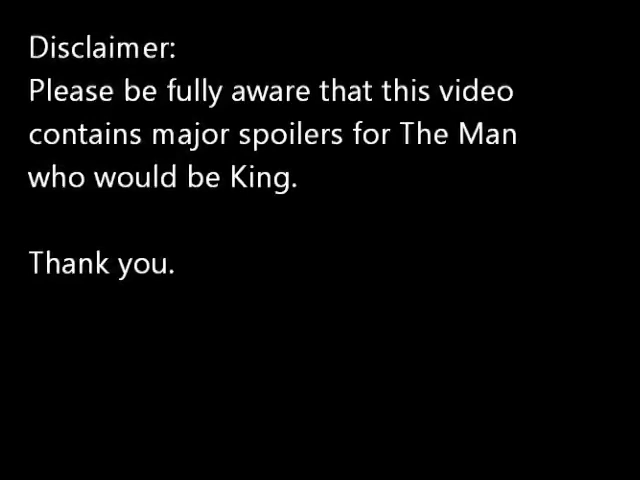 Disclaimer:
Please be fully aware that this video
contains major spoilers for The Man
who would be King.
Thank you.